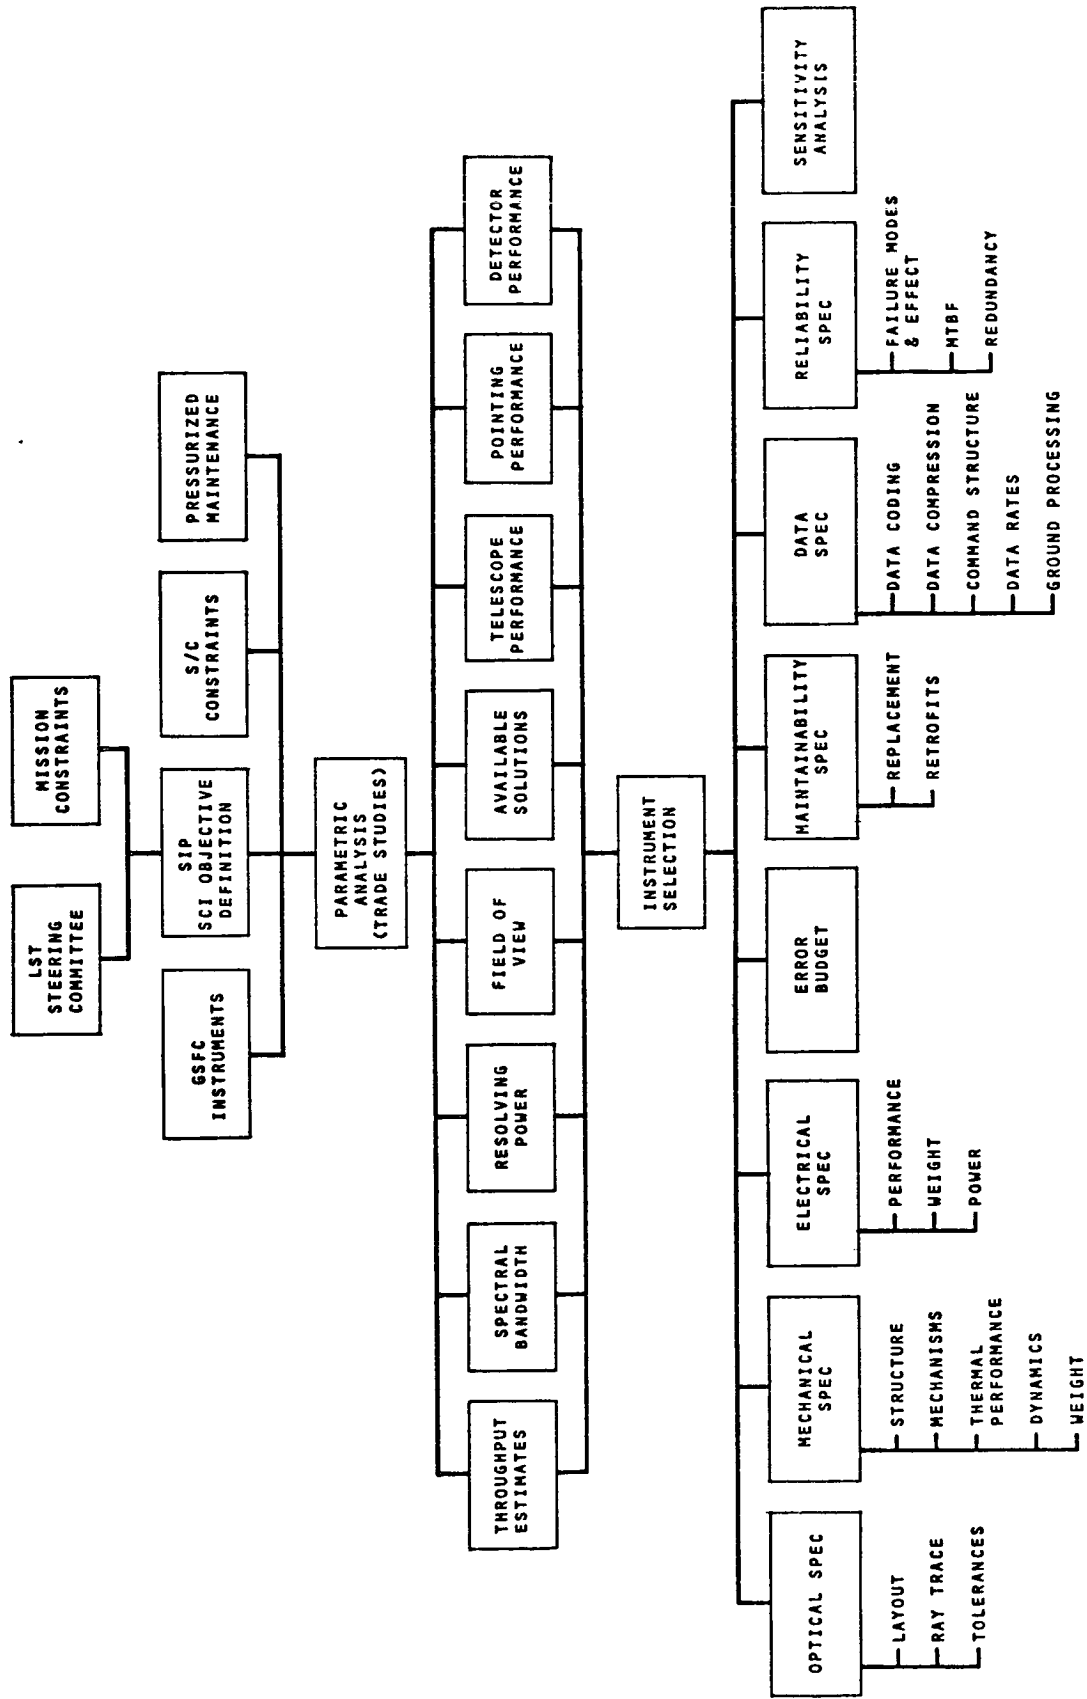 LST
STEERING
COMMITTEE
MISSION
CONSTRAINTS
GSFC
INSTRUMENTS
SIP
SCI OBJECTIVE
DEFINITION
S/C
CONSTRAINTS
PRESSURIZED
MAINTENANCE
PARAMETRIC
ANALYSIS
(TRADE STUDIES)
THROUGHPUT
ESTIMATES
SPECTRAL
BANDWIDTH
RESOLVING
POWER
FIELD OF
VIEW
AVAILABLE
SOLUTIONS
TELESCOPE
PERFORMANCE
POINTING
PERFORMANCE
DETECTOR
PERFORMANCE
INSTRUMENT
SELECTION
OPTICAL SPEC
LAYOUT
RAY TRACE
TOLERANCES
MECHANICAL
SPEC
STRUCTURE
MECHANISMS
THERMAL
PERFORMANCE
DYNAMICS
WEIGHT
ELECTRICAL
SPEC
PERFORMANCE
WEIGHT
POWER
ERROR
BUDGET
MAINTAINABILITY
SPEC
REPLACEMENT
RETROFITS
DATA
SPEC
DATA CODING
DATA COMPRESSION
COMMAND STRUCTURE
DATA RATES
GROUND PROCESSING
RELIABILITY
SPEC
FAILURE MODES
& EFFECT
MTBF
REDUNDANCY
SENSITIVITY
ANALYSIS